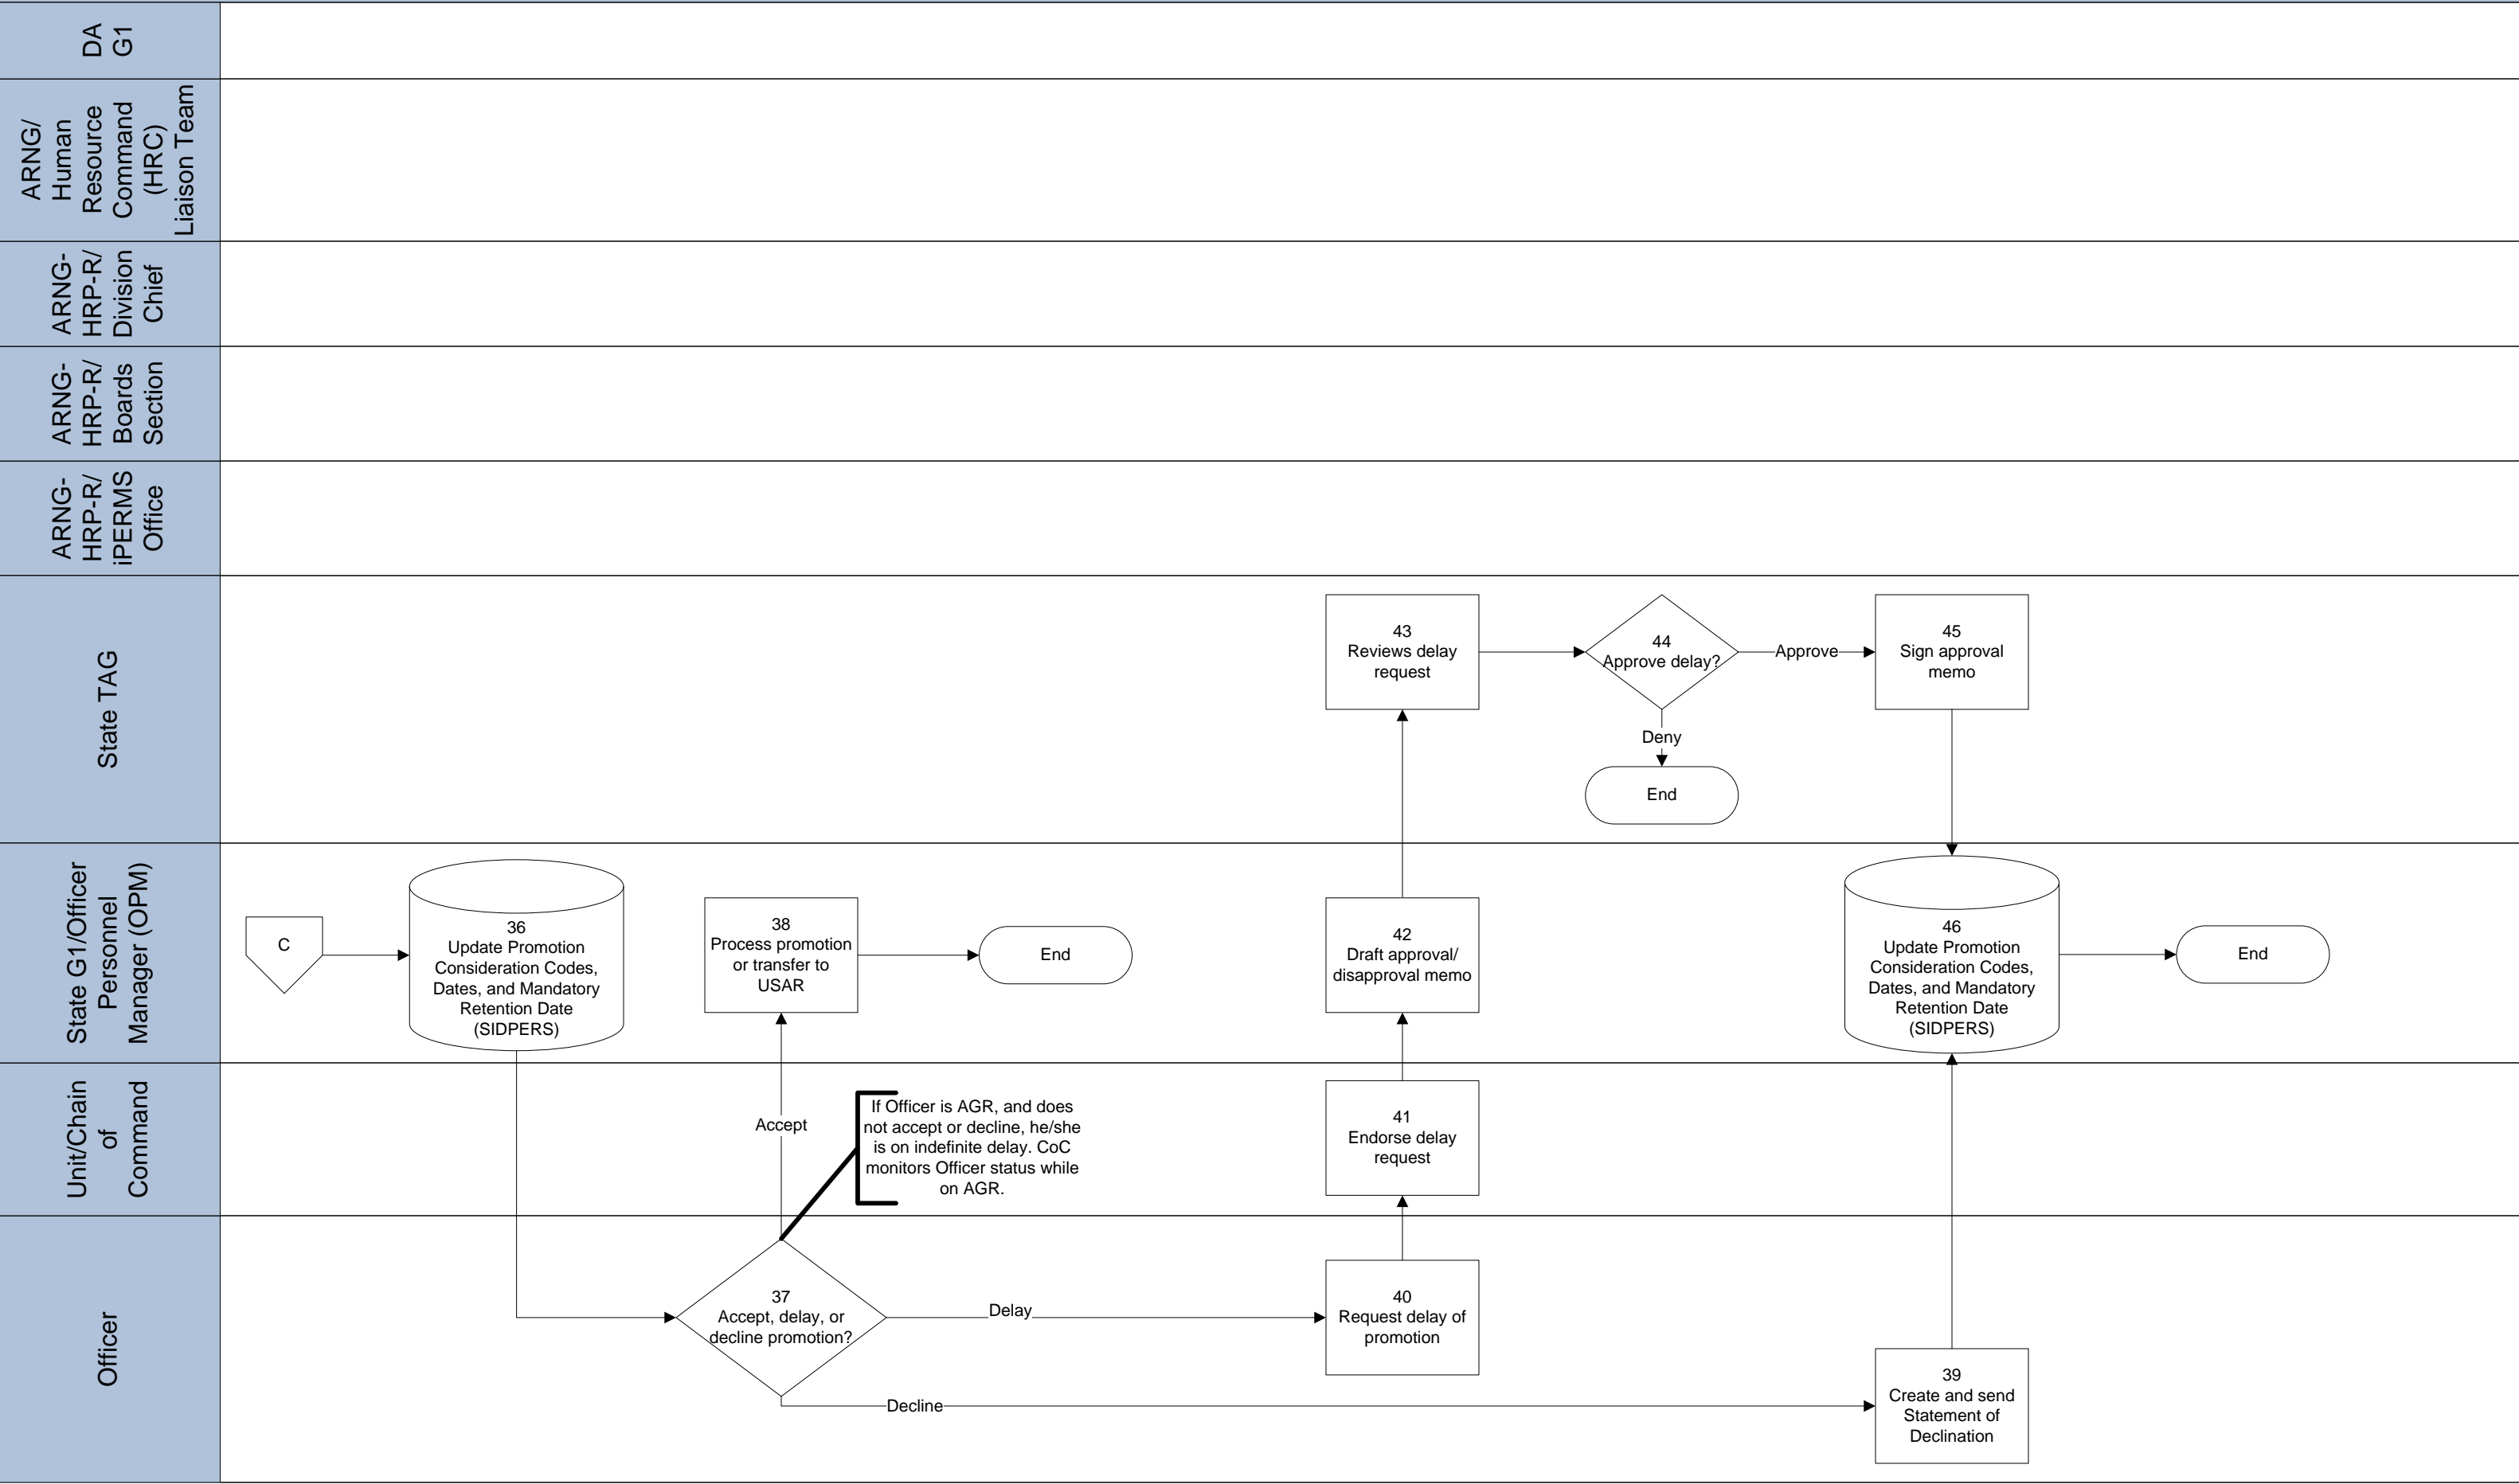 DA
G1
ARNG/
Human
Resource
Command
(HRC)
Liaison Team
ARNG-
HRP-R/
Division
Chief
ARNG-
HRP-R/
Boards
Section
ARNG-
HRP-R/
iPERMS
Office
State TAG
43
Reviews delay
request
44
Approve delay?
Approve
45
Sign approval
memo
Deny
End
State G1/Officer
Personnel
Manager (OPM)
C
36
Update Promotion
Consideration Codes,
Dates, and Mandatory
Retention Date
(SIDPERS)
38
Process promotion
or transfer to
USAR
End
42
Draft approval/
disapproval memo
46
Update Promotion
Consideration Codes,
Dates, and Mandatory
Retention Date
(SIDPERS)
End
Unit/Chain
of
Command
Accept
If Officer is AGR, and does
not accept or decline, he/she
is on indefinite delay. CoC
monitors Officer status while
on AGR.
41
Endorse delay
request
Officer
37
Accept, delay, or
decline promotion?
Delay
40
Request delay of
promotion
Decline
39
Create and send
Statement of
Declination